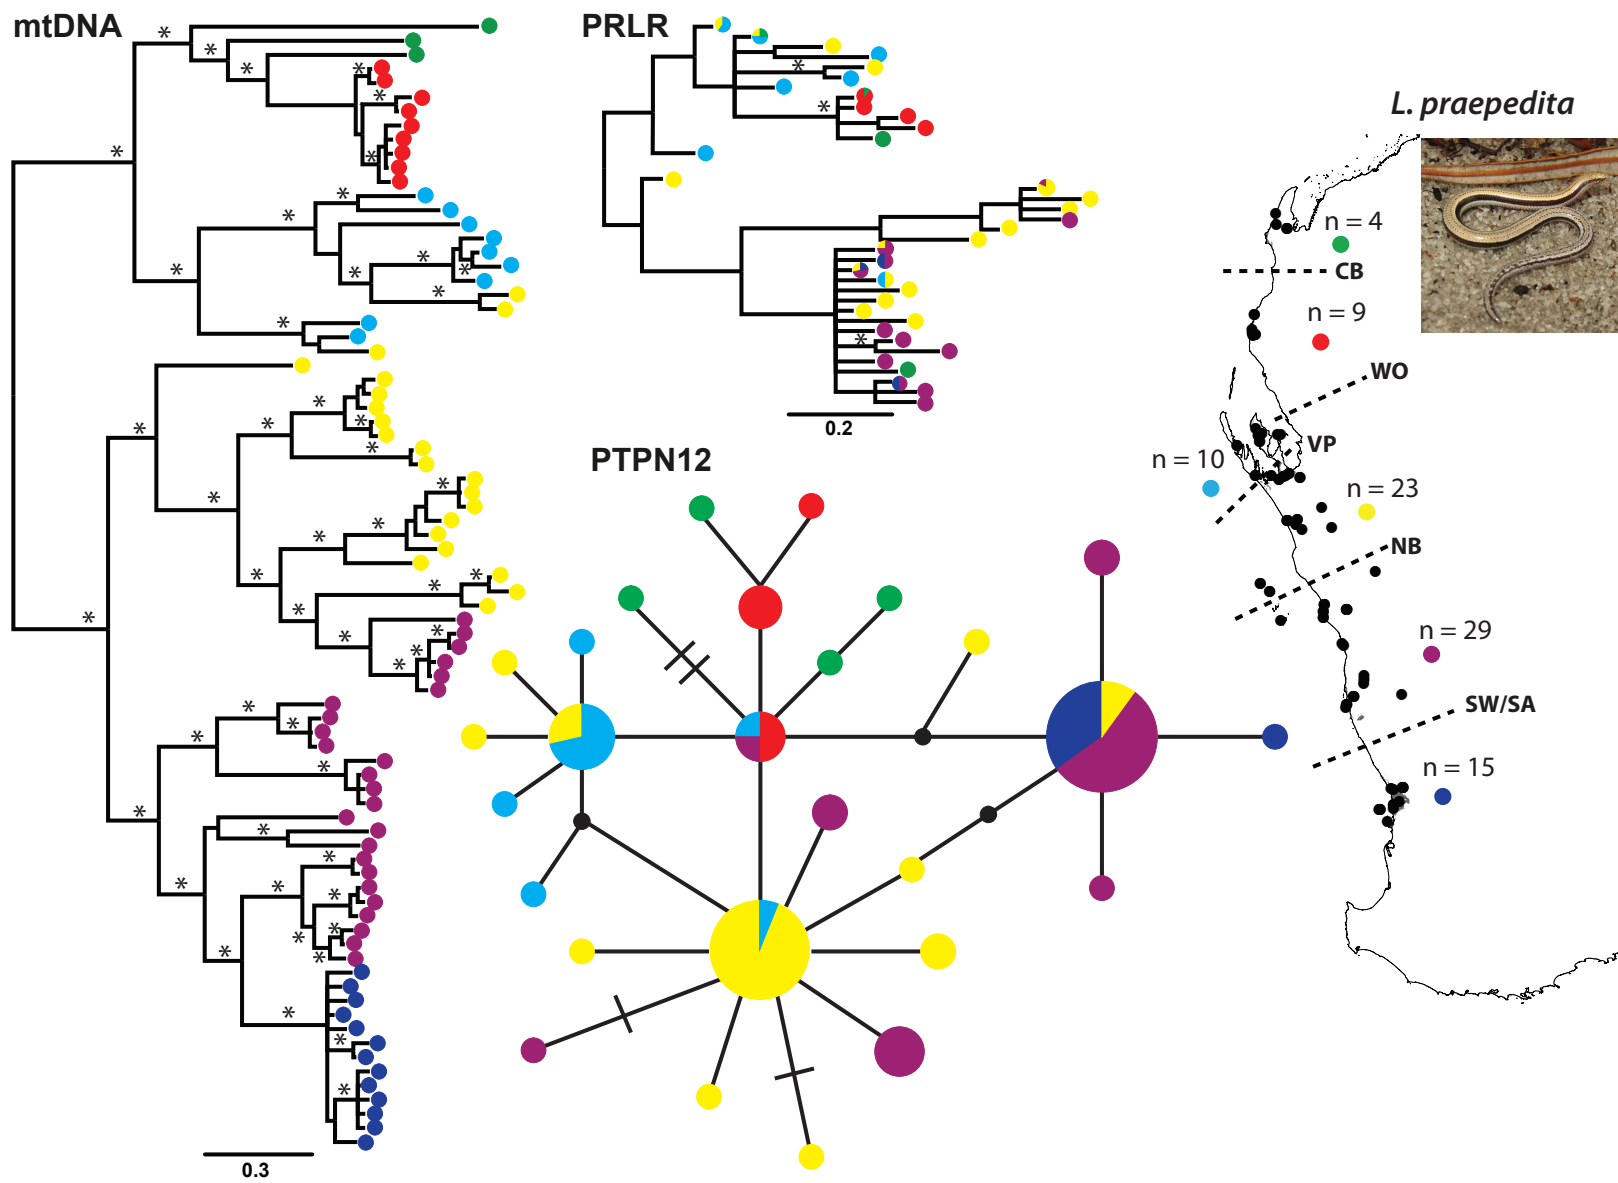 mtDNA
PRLR
L. praepedita
n = 4
CB
n = 9
WO
VP
n = 10
n = 23
NB
n = 29
SW/SA
n = 15
0.2
PTPN12
0.3
* * * * * * * * * * * * * * * * * * * * * * * * * * * * * * * * * * * * * * * * * * * * * * * *